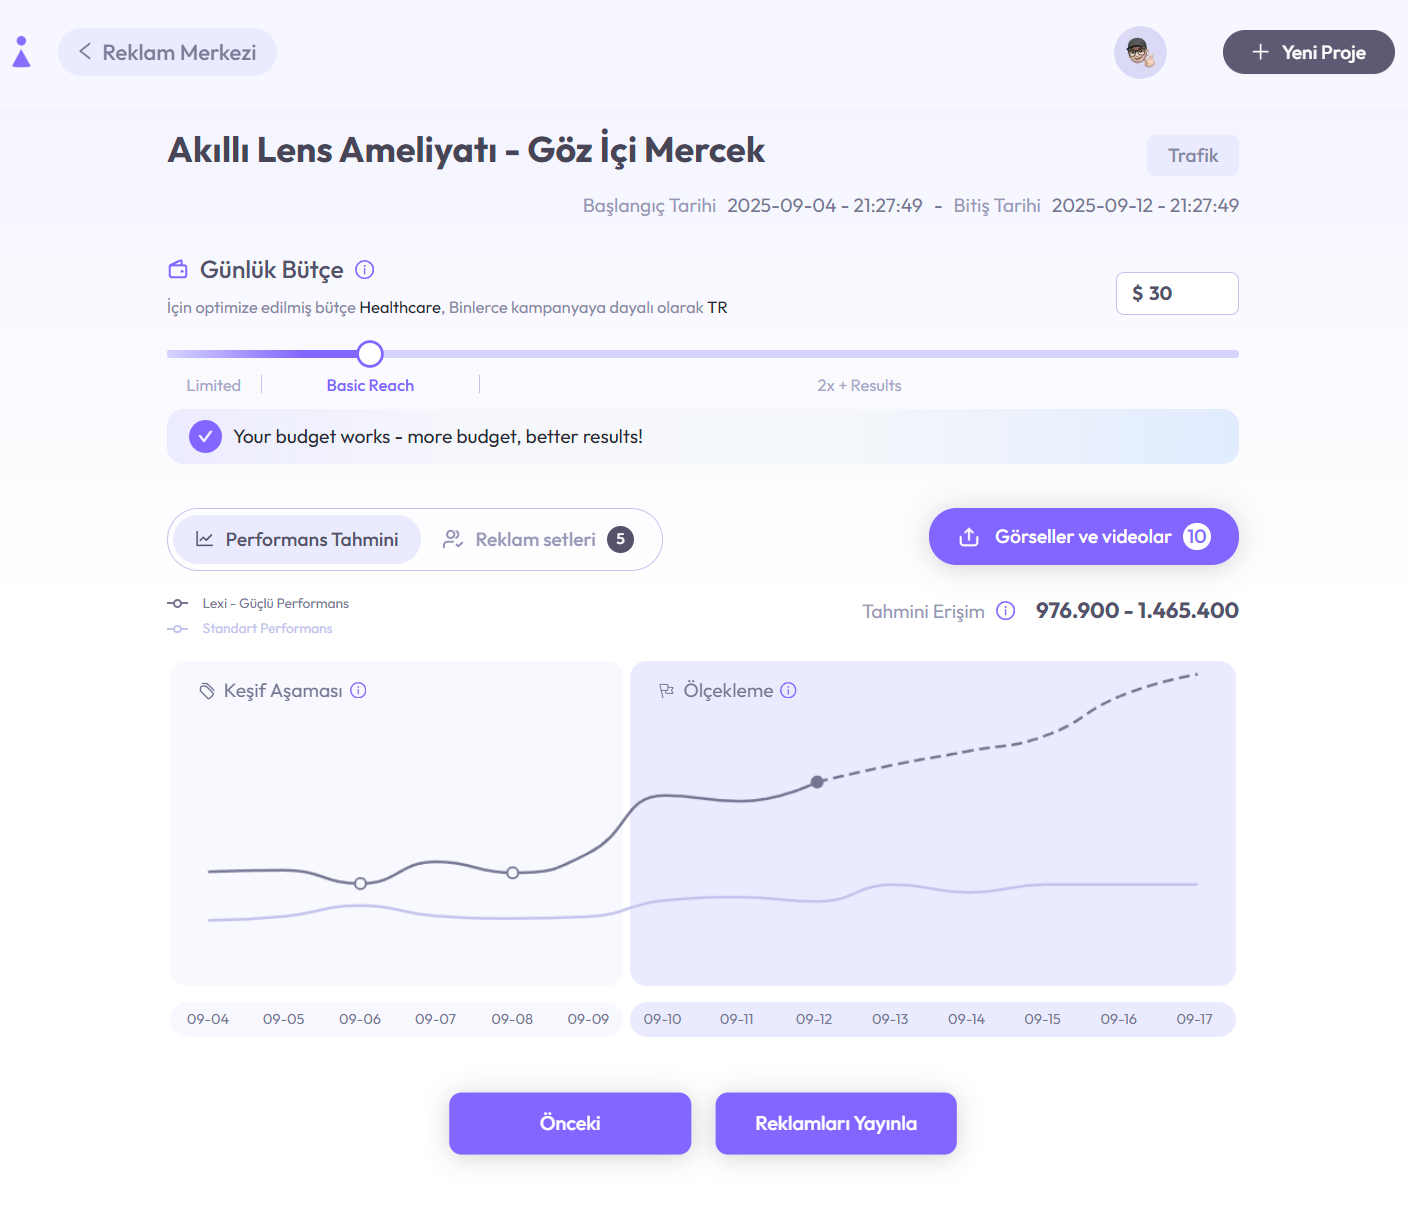 Reklam Merkezi
Yeni Proje
Akıllı Lens Ameliyatı - Göz İçi Mercek
Trafik
Başlangıç Tarihi 2025-09-04 - 21:27:49 - Bitiş Tarihi 2025-09-12 - 21:27:49
Günlük Bütçe
İçin optimize edilmiş bütçe Healthcare, Binlerce kampanyaya dayalı olarak TR
$ 30
Limited
Basic Reach
2x + Results
Your budget works - more budget, better results!
Performans Tahmini
Reklam setleri 5
Görseller ve videolar 10
Lexi - Güçlü Performans
Standart Performans
Tahmini Erişim 976.900 - 1.465.400
Keşif Aşaması
Ölçekleme
09-04 09-05 09-06 09-07 09-08 09-09 09-10 09-11 09-12 09-13 09-14 09-15 09-16 09-17
Önceki
Reklamları Yayınla